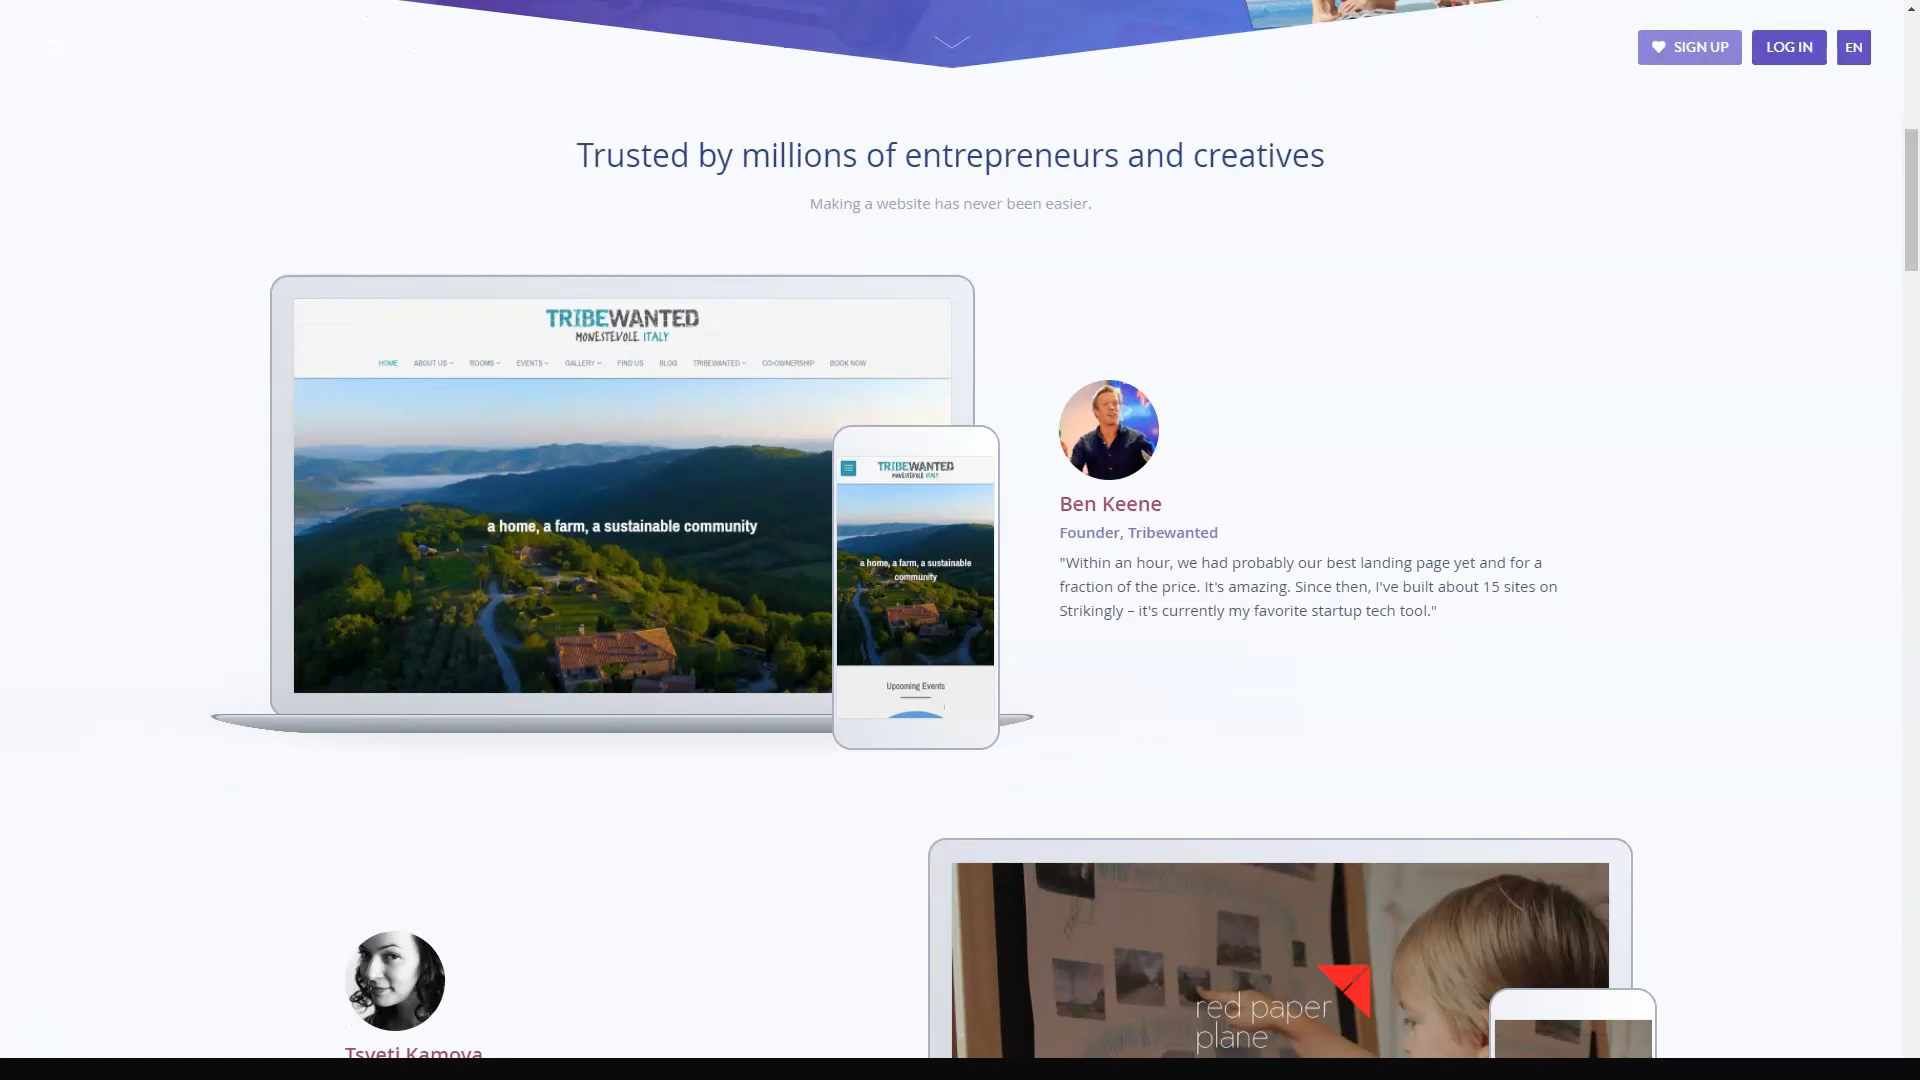 SIGN UP
LOG IN
EN
Trusted by millions of entrepreneurs and creatives
Making a website has never been easier.
TRIBEWANTED
MONESTEVOLE ITALY
HOME ABOUT US ROOMS EVENTS GALLERY FIND US BLOG TRIBEWANTED CO-OWNERSHIP BOOK NOW
a home, a farm, a sustainable community
TRIBEWANTED
MONESTEVOLE ITALY
a home, a farm, a sustainable
community
Upcoming Events
Ben Keene
Founder, Tribewanted
"Within an hour, we had probably our best landing page yet and for a
fraction of the price. It's amazing. Since then, I've built about 15 sites on
Strikingly – it's currently my favorite startup tech tool."
red paper
plane
Tsveti Kamova